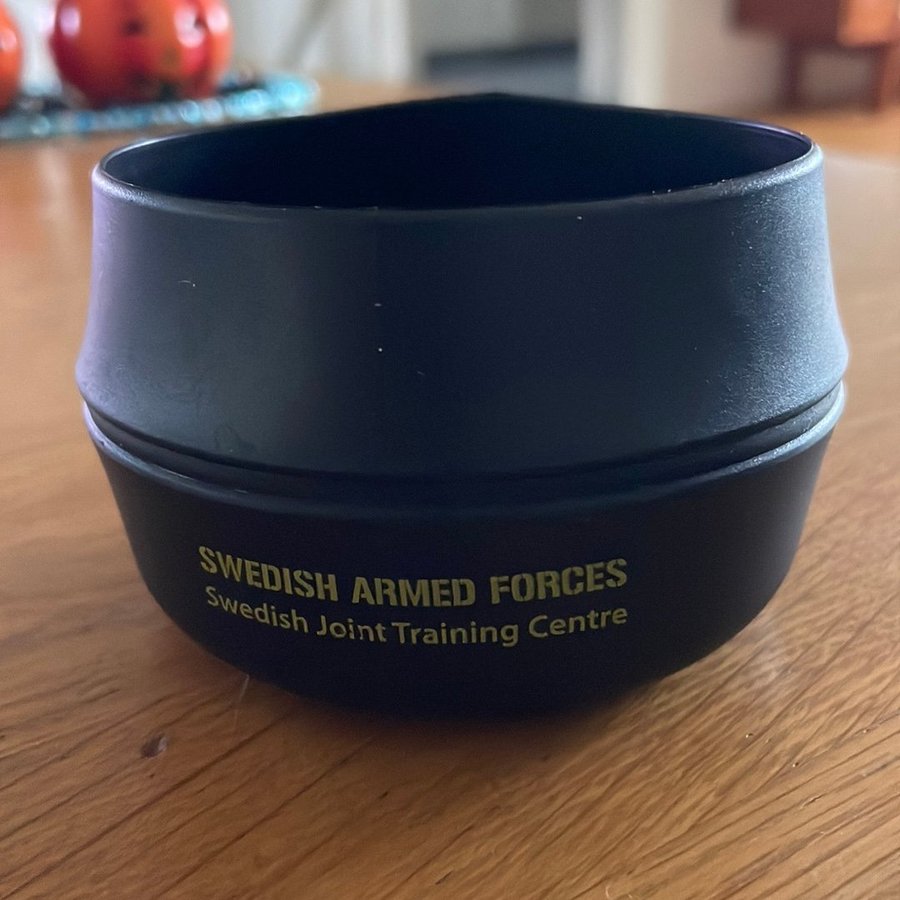 SWEDISH ARMED FORCES
Swedish Joint Training Centre